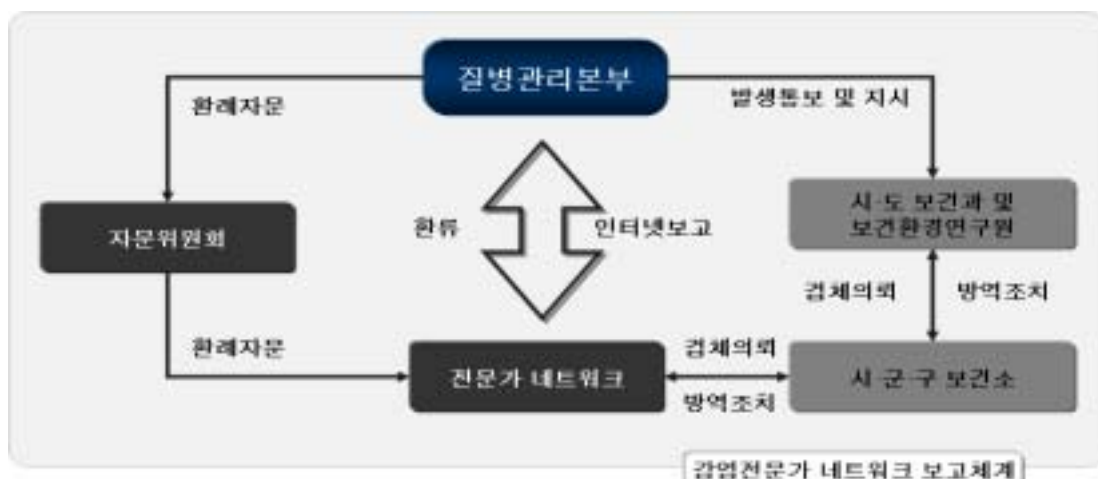 질병관리본부
환례자문
발생통보 및 지시
자문위원회
환류
인터넷보고
시·도 보건과 및
보건환경연구원
검체의뢰
방역조치
환례자문
전문가 네트워크
검체의뢰
방역조치
시·군·구 보건소
감염전문가 네트워크 보고체계